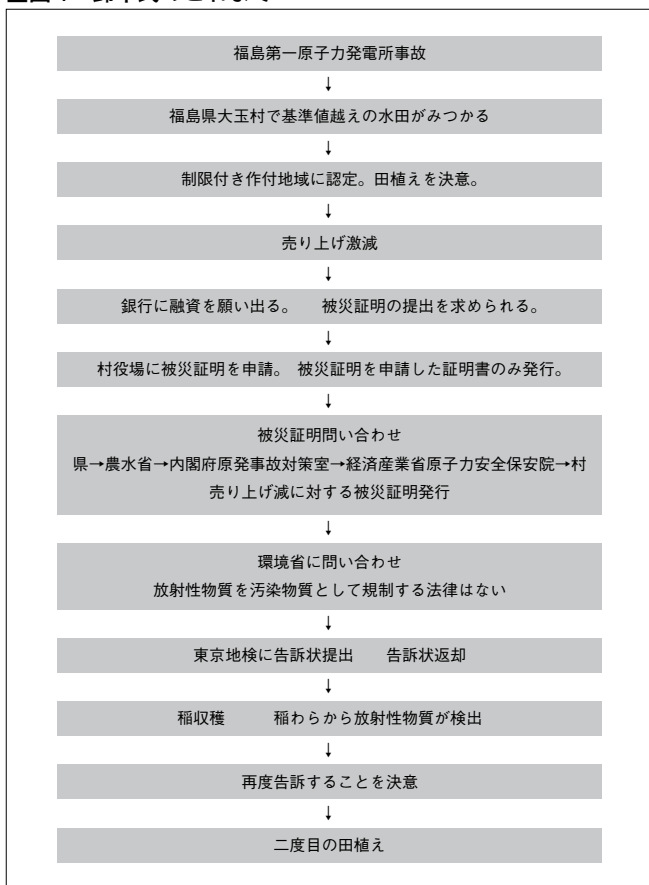 福島第一原子力発電所事故
↓
福島県大玉村で基準値越えの水田がみつかる
↓
制限付き作付地域に認定。田植えを決意。
↓
売り上げ激減
↓
銀行に融資を願い出る。　被災証明の提出を求められる。
↓
村役場に被災証明を申請。 被災証明を申請した証明書のみ発行。
↓
被災証明問い合わせ
県→農水省→内閣府原発事故対策室→経済産業省原子力安全保安院→村
売り上げ減に対する被災証明発行
↓
環境省に問い合わせ
放射性物質を汚染物質として規制する法律はない
↓
東京地検に告訴状提出　　告訴状返却
↓
稲収穫　　　稲わらから放射性物質が検出
↓
再度告訴することを決意
↓
二度目の田植え